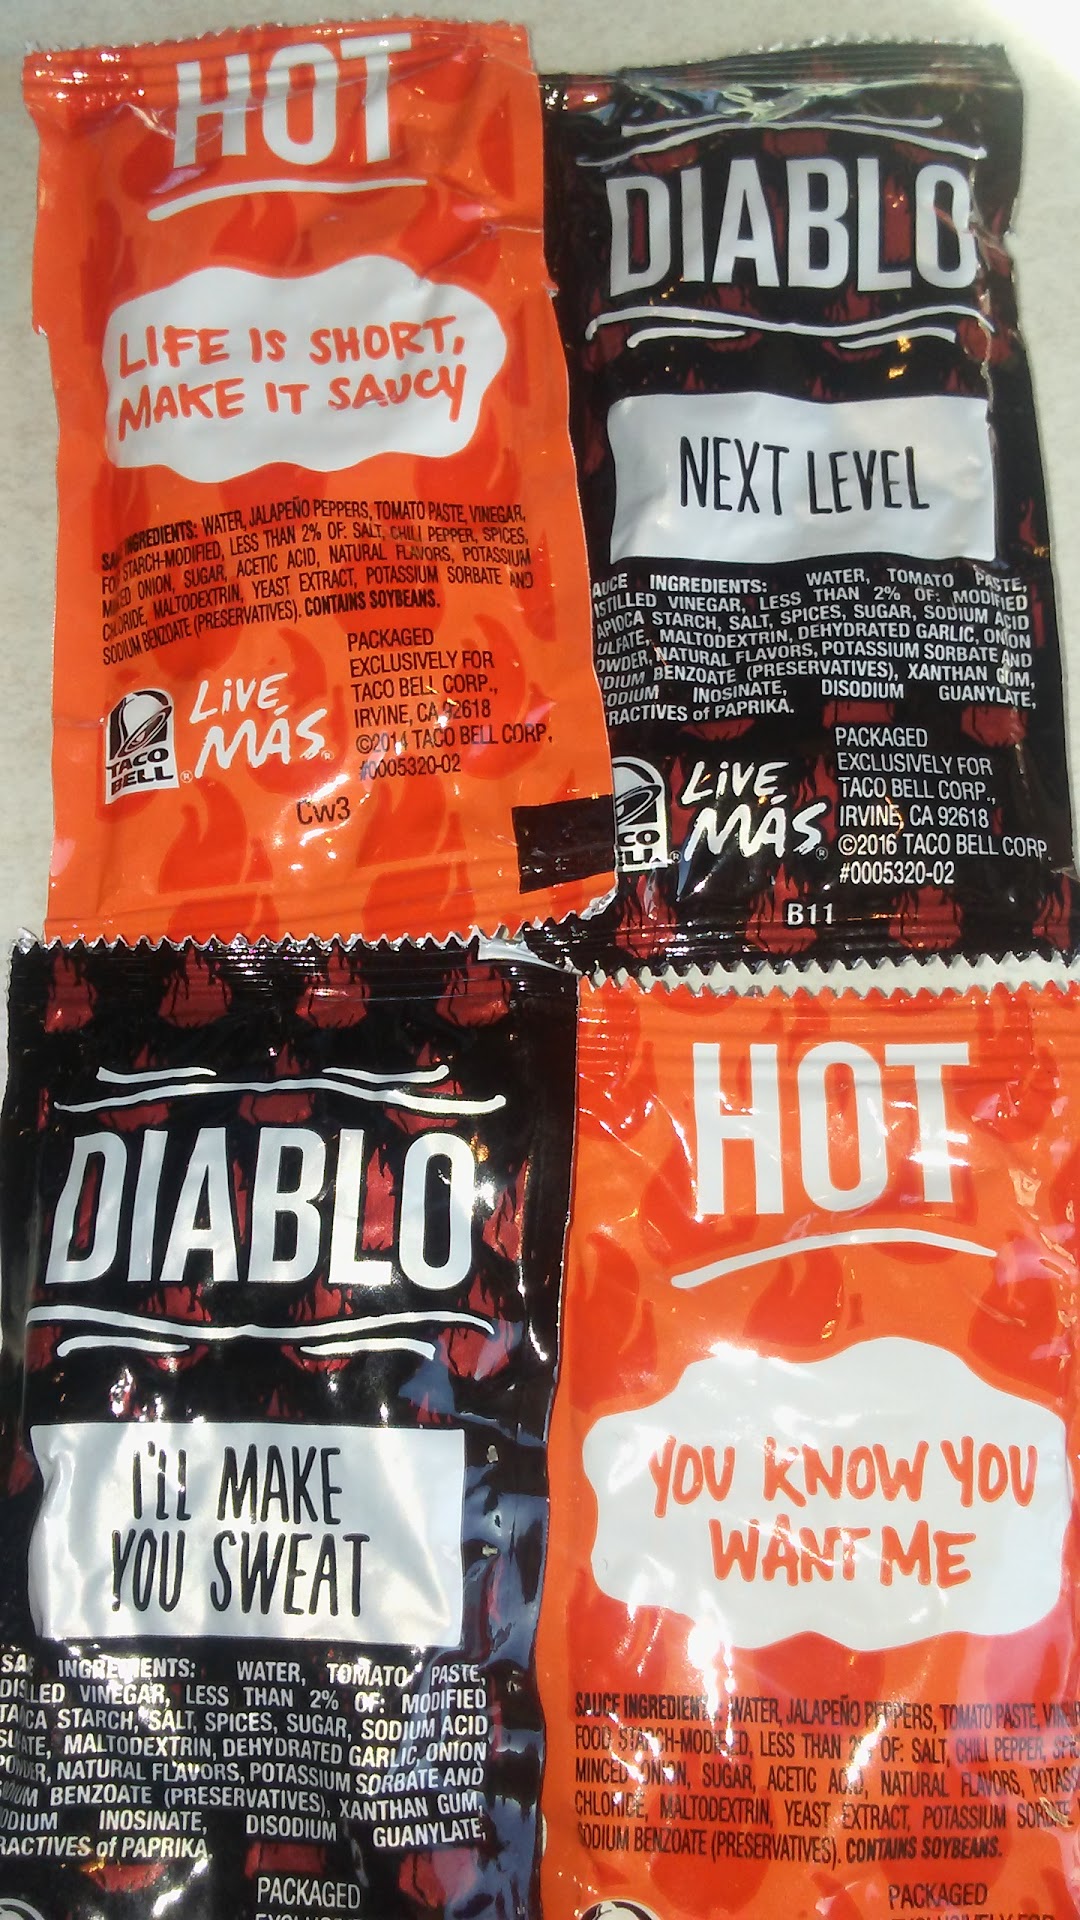 HOT
LIFE IS SHORT,
MAKE IT SAUCY
INGREDIENTS: WATER, JALAPEÑO PEPPERS, TOMATO PASTE, VINEGAR,
STARCH-MODIFIED, LESS THAN 2% OF: SALT, CHILI PEPPER, SPICES,
ONION, SUGAR, ACETIC ACID, NATURAL FLAVORS, POTASSIUM
MALTODEXTRIN, YEAST EXTRACT, POTASSIUM SORBATE AND
SODIUM BENZOATE (PRESERVATIVES). CONTAINS SOYBEANS.
PACKAGED
EXCLUSIVELY FOR
TACO BELL CORP.,
IRVINE, CA 92618
©2014 TACO BELL CORP.
#0005320-02
TACO
BELL®
LIVE
MÁS®
CW3
DIABLO
NEXT LEVEL
INGREDIENTS: WATER, TOMATO PASTE,
VINEGAR, LESS THAN 2% OF: MODIFIED
STARCH, SALT, SPICES, SUGAR, SODIUM ACID
MALTODEXTRIN, DEHYDRATED GARLIC, ONION
NATURAL FLAVORS, POTASSIUM SORBATE AND
BENZOATE (PRESERVATIVES), XANTHAN GUM,
INOSINATE, DISODIUM GUANYLATE,
of PAPRIKA.
LIVE
MÁS®
PACKAGED
EXCLUSIVELY FOR
TACO BELL CORP.,
IRVINE, CA 92618
©2016 TACO BELL CORP.
#0005320-02
B11
DIABLO
I'LL MAKE
YOU SWEAT
INGREDIENTS: WATER, TOMATO PASTE,
VINEGAR, LESS THAN 2% OF: MODIFIED
STARCH, SALT, SPICES, SUGAR, SODIUM ACID
MALTODEXTRIN, DEHYDRATED GARLIC, ONION
NATURAL FLAVORS, POTASSIUM SORBATE AND
BENZOATE (PRESERVATIVES), XANTHAN GUM,
INOSINATE, DISODIUM GUANYLATE,
of PAPRIKA.
PACKAGED
HOT
YOU KNOW YOU
WANT ME
SAUCE WATER, JALAPEÑO PEPPERS, TOMATO PASTE,
FOOD LESS THAN OF: SALT, CHILI PEPPER,
MINCED ONION, SUGAR, ACETIC ACID, NATURAL FLAVORS,
CHLORIDE, MALTODEXTRIN, YEAST EXTRACT, POTASSIUM
SODIUM BENZOATE (PRESERVATIVES). CONTAINS SOYBEANS.
PACKAGED